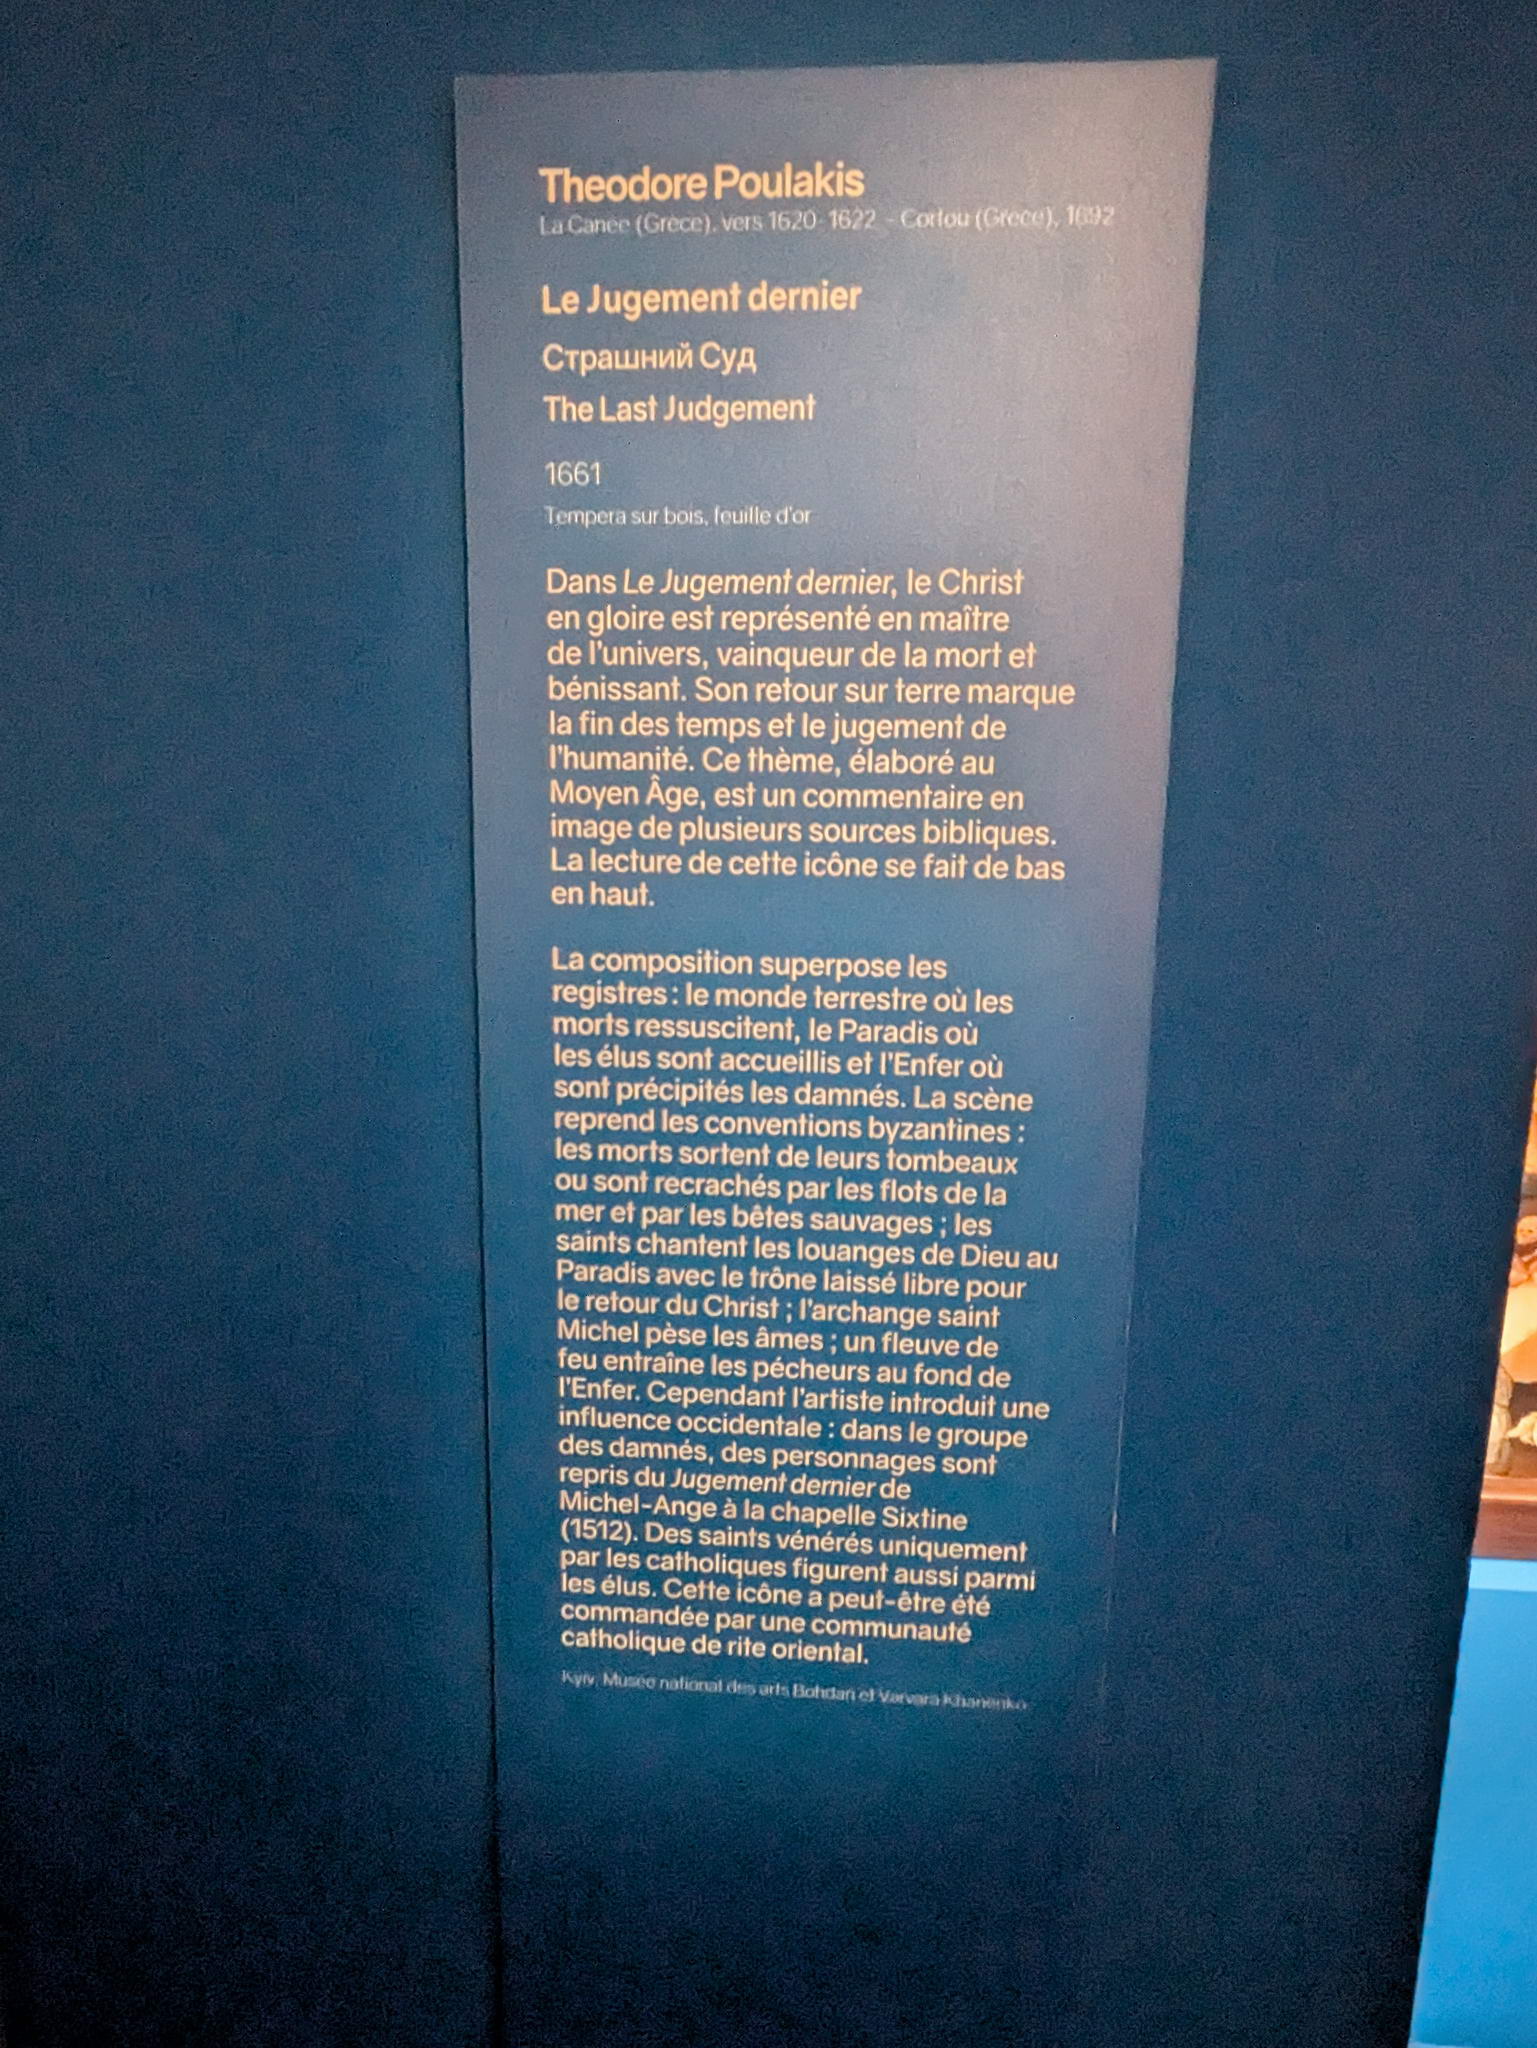 Theodore Poulakis
La Canée (Grèce), vers 1620-1622 - Corfou (Grèce), 1692
Le Jugement dernier
Страшний Суд
The Last Judgement
1661
Tempera sur bois, feuille d'or
Dans Le Jugement dernier, le Christ
en gloire est représenté en maître
de l'univers, vainqueur de la mort et
bénissant. Son retour sur terre marque
la fin des temps et le jugement de
l'humanité. Ce thème, élaboré au
Moyen Âge, est un commentaire en
image de plusieurs sources bibliques.
La lecture de cette icône se fait de bas
en haut.
La composition superpose les
registres : le monde terrestre où les
morts ressuscitent, le Paradis où
les élus sont accueillis et l'Enfer où
sont précipités les damnés. La scène
reprend les conventions byzantines :
les morts sortent de leurs tombeaux
ou sont recrachés par les flots de la
mer et par les bêtes sauvages ; les
saints chantent les louanges de Dieu au
Paradis avec le trône laissé libre pour
le retour du Christ ; l'archange saint
Michel pèse les âmes ; un fleuve de
feu entraîne les pécheurs au fond de
l'Enfer. Cependant l'artiste introduit une
influence occidentale : dans le groupe
des damnés, des personnages sont
repris du Jugement dernier de
Michel-Ange à la chapelle Sixtine
(1512). Des saints vénérés uniquement
par les catholiques figurent aussi parmi
les élus. Cette icône a peut-être été
commandée par une communauté
catholique de rite oriental.
Kyiv, Musée national des arts Bohdan et Varvara Khanenko